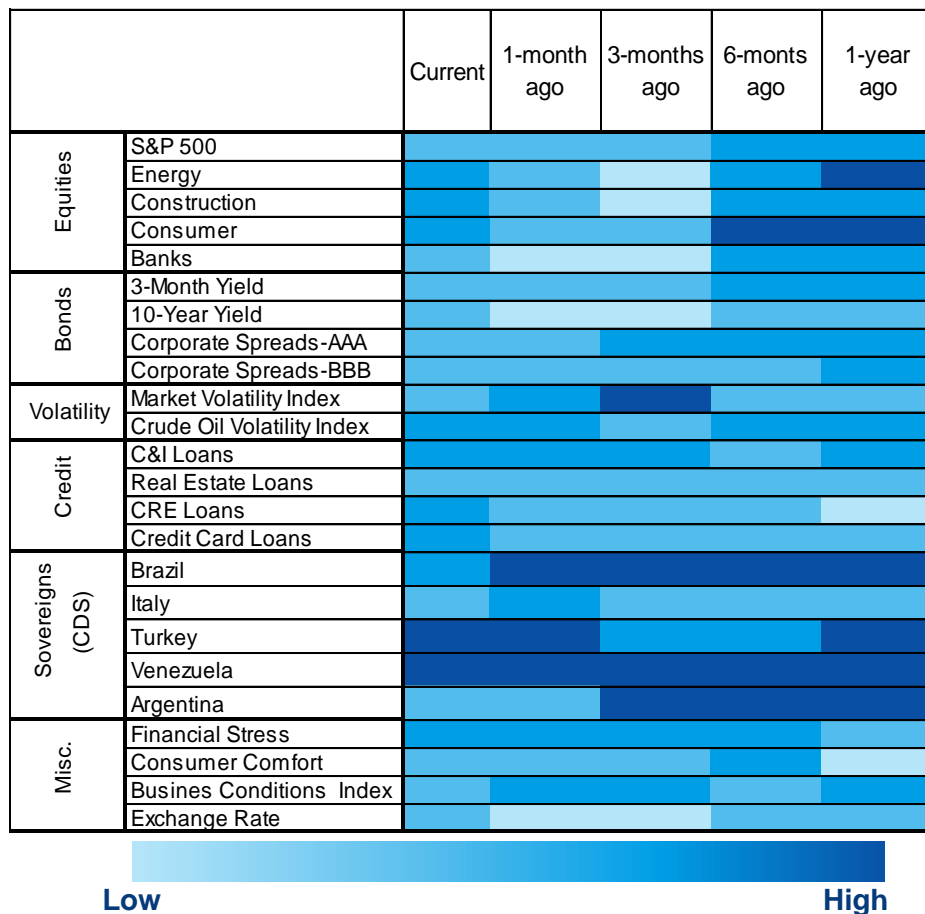 Current
1-month
ago
3-months
ago
6-monts
ago
1-year
ago
Equities
S&P 500
Energy
Construction
Consumer
Banks
Bonds
3-Month Yield
10-Year Yield
Corporate Spreads-AAA
Corporate Spreads-BBB
Volatility
Market Volatility Index
Crude Oil Volatility Index
Credit
C&I Loans
Real Estate Loans
CRE Loans
Credit Card Loans
Sovereigns
(CDS)
Brazil
Italy
Turkey
Venezuela
Argentina
Misc.
Financial Stress
Consumer Comfort
Busines Conditions Index
Exchange Rate
Low
High